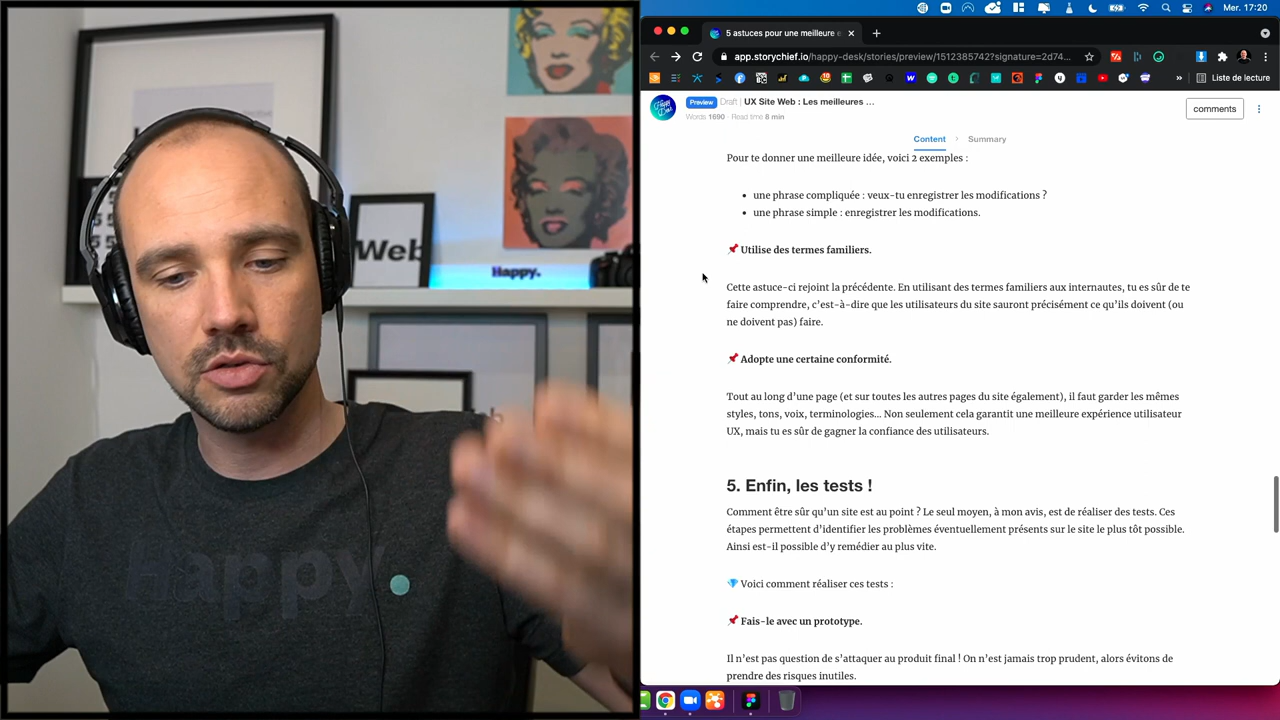 Web
Happy.
Happy.
Mer. 17:20
5 astuces pour une meilleure e
app.storychief.io/happy-desk/stories/preview/1512385742?signature=2d74...
Liste de lecture
Preview Draft | UX Site Web : Les meilleures ...
Words 1690 · Read time 8 min
comments
Content > Summary
Pour te donner une meilleure idée, voici 2 exemples :
• une phrase compliquée : veux-tu enregistrer les modifications ?
• une phrase simple : enregistrer les modifications.
📌 Utilise des termes familiers.
Cette astuce-ci rejoint la précédente. En utilisant des termes familiers aux internautes, tu es sûr de te
faire comprendre, c'est-à-dire que les utilisateurs du site sauront précisément ce qu'ils doivent (ou
ne doivent pas) faire.
📌 Adopte une certaine conformité.
Tout au long d'une page (et sur toutes les autres pages du site également), il faut garder les mêmes
styles, tons, voix, terminologies... Non seulement cela garantit une meilleure expérience utilisateur
UX, mais tu es sûr de gagner la confiance des utilisateurs.
5. Enfin, les tests !
Comment être sûr qu'un site est au point ? Le seul moyen, à mon avis, est de réaliser des tests. Ces
étapes permettent d'identifier les problèmes éventuellement présents sur le site le plus tôt possible.
Ainsi est-il possible d'y remédier au plus vite.
💎 Voici comment réaliser ces tests :
📌 Fais-le avec un prototype.
Il n'est pas question de s'attaquer au produit final ! On n'est jamais trop prudent, alors évitons de
prendre des risques inutiles.